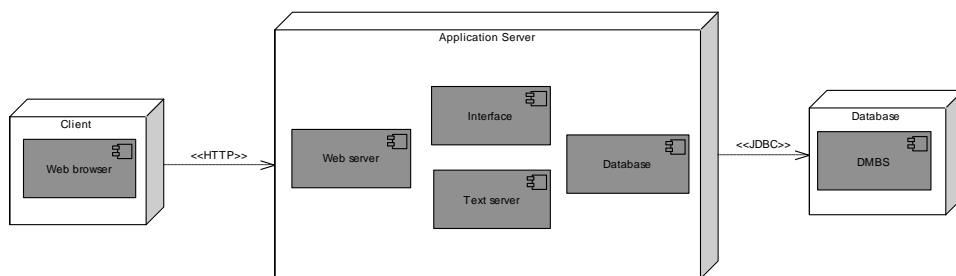 Application Server
Client
Web browser
<<HTTP>>
Web server
Interface
Text server
Database
<<JDBC>>
Database
DMBS